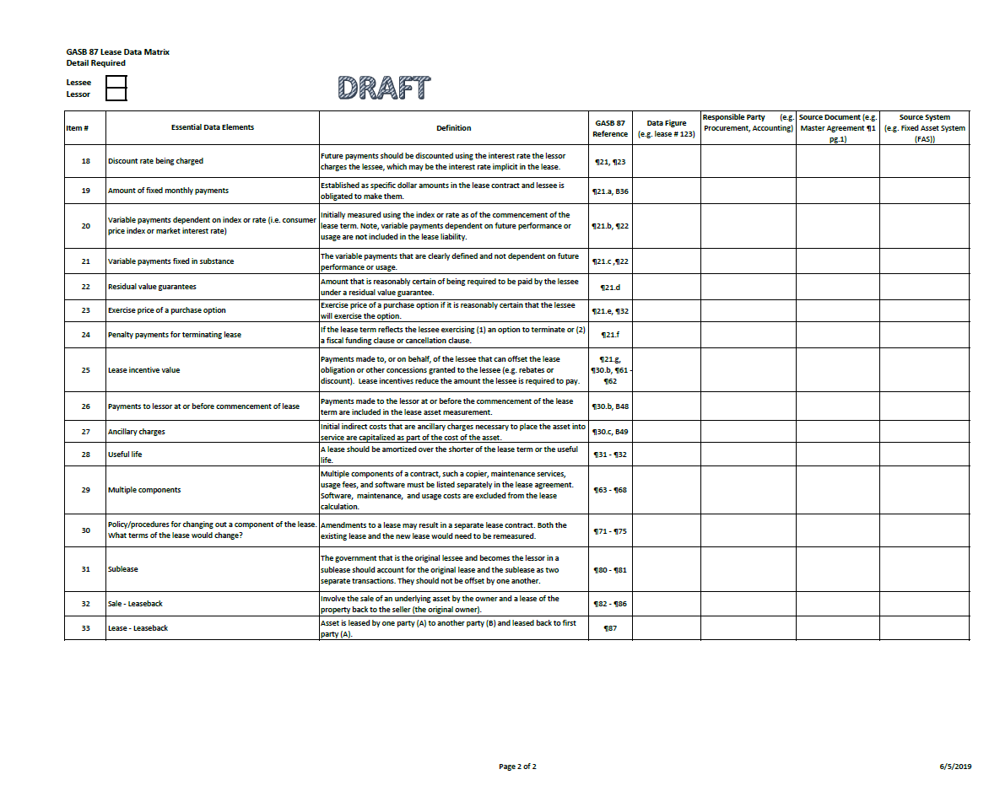 GASB 87 Lease Data Matrix
Detail Required
Lessee
Lessor
DRAFT
Item #
Essential Data Elements
Definition
GASB 87
Reference
Data Figure
(e.g. lease # 123)
Responsible Party (e.g.
Procurement, Accounting)
Source Document (e.g.
Master Agreement ¶1
pg.1)
Source System
(e.g. Fixed Asset System
(FAS))
18
Discount rate being charged
Future payments should be discounted using the interest rate the lessor
charges the lessee, which may be the interest rate implicit in the lease.
¶21, ¶23
19
Amount of fixed monthly payments
Established as specific dollar amounts in the lease contract and lessee is
obligated to make them.
¶21.a, B36
20
Variable payments dependent on index or rate (i.e. consumer
price index or market interest rate)
Initially measured using the index or rate as of the commencement of the
lease term. Note, variable payments dependent on future performance or
usage are not included in the lease liability.
¶21.b, ¶22
21
Variable payments fixed in substance
The variable payments that are clearly defined and not dependent on future
performance or usage.
¶21.c ,¶22
22
Residual value guarantees
Amount that is reasonably certain of being required to be paid by the lessee
under a residual value guarantee.
¶21.d
23
Exercise price of a purchase option
Exercise price of a purchase option if it is reasonably certain that the lessee
will exercise the option.
¶21.e, ¶32
24
Penalty payments for terminating lease
If the lease term reflects the lessee exercising (1) an option to terminate or (2)
a fiscal funding clause or cancellation clause.
¶21.f
25
Lease incentive value
Payments made to, or on behalf, of the lessee that can offset the lease
obligation or other concessions granted to the lessee (e.g. rebates or
discount). Lease incentives reduce the amount the lessee is required to pay.
¶21.g,
¶30.b, ¶61 -
¶62
26
Payments to lessor at or before commencement of lease
Payments made to the lessor at or before the commencement of the lease
term are included in the lease asset measurement.
¶30.b, B48
27
Ancillary charges
Initial indirect costs that are ancillary charges necessary to place the asset into
service are capitalized as part of the cost of the asset.
¶30.c, B49
28
Useful life
A lease should be amortized over the shorter of the lease term or the useful
life.
¶31 - ¶32
29
Multiple components
Multiple components of a contract, such a copier, maintenance services,
usage fees, and software must be listed separately in the lease agreement.
Software, maintenance, and usage costs are excluded from the lease
calculation.
¶63 - ¶68
30
Policy/procedures for changing out a component of the lease.
What terms of the lease would change?
Amendments to a lease may result in a separate lease contract. Both the
existing lease and the new lease would need to be remeasured.
¶71 - ¶75
31
Sublease
The government that is the original lessee and becomes the lessor in a
sublease should account for the original lease and the sublease as two
separate transactions. They should not be offset by one another.
¶80 - ¶81
32
Sale - Leaseback
Involve the sale of an underlying asset by the owner and a lease of the
property back to the seller (the original owner).
¶82 - ¶86
33
Lease - Leaseback
Asset is leased by one party (A) to another party (B) and leased back to first
party (A).
¶87
Page 2 of 2
6/5/2019